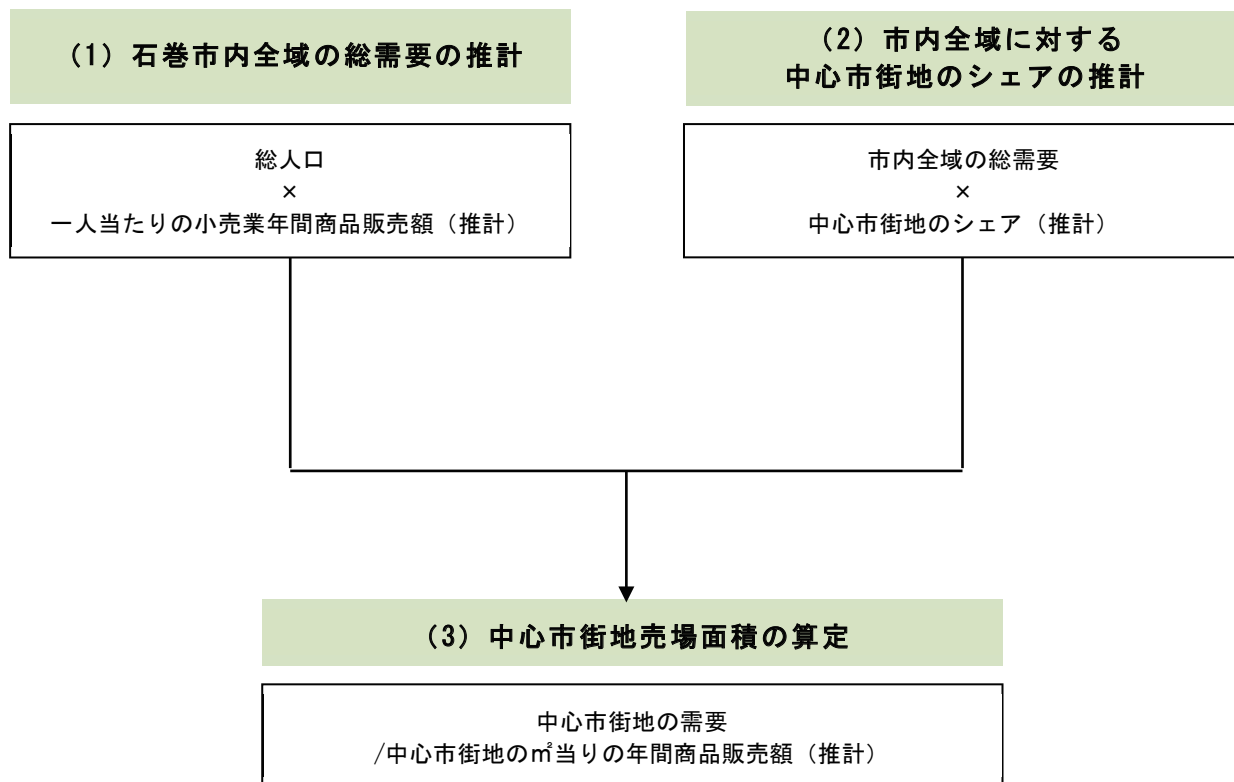 （1）石巻市内全域の総需要の推計
総人口
×
一人当たりの小売業年間商品販売額（推計）
（2）市内全域に対する
中心市街地のシェアの推計
市内全域の総需要
×
中心市街地のシェア（推計）
（3）中心市街地売場面積の算定
中心市街地の需要
/中心市街地の㎡当りの年間商品販売額（推計）